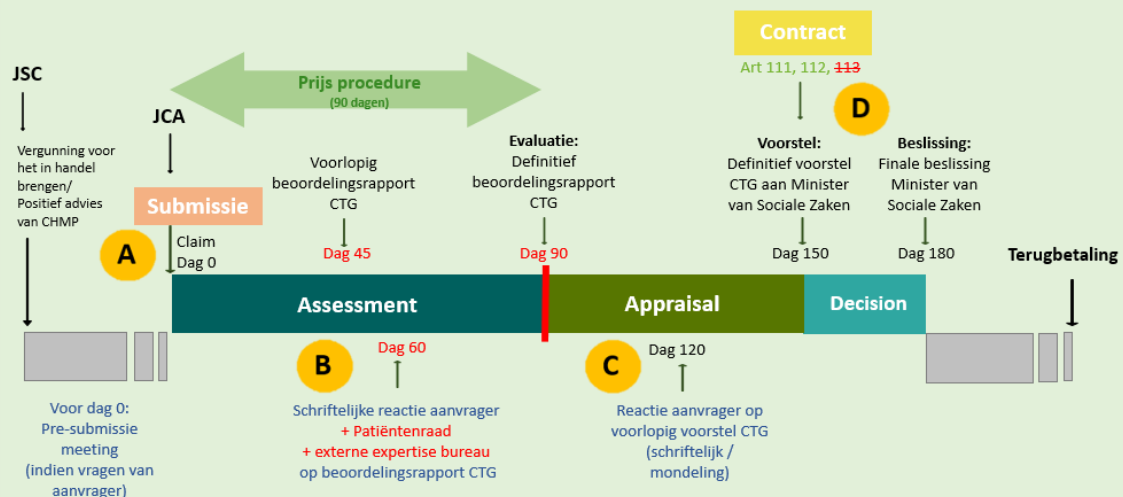 JSC
Vergunning voor
het in handel
brengen/
Positief advies
van CHMP
JCA
Submissie
A
Claim
Dag 0
Prijs procedure
(90 dagen)
Voorlopig
beoordelingsrapport
CTG
Dag 45
Evaluatie:
Definitief
beoordelingsrapport
CTG
Dag 90
Contract
Art 111, 112, 113
D
Voorstel:
Definitief voorstel
CTG aan Minister
van Sociale Zaken
Dag 150
Beslissing:
Finale beslissing
Minister van
Sociale Zaken
Dag 180
Terugbetaling
Assessment
Appraisal
Decision
Voor dag 0:
Pre-submissie
meeting
(indien vragen van
aanvrager)
B
Dag 60
Schriftelijke reactie aanvrager
+ Patiëntenraad
+ externe expertise bureau
op beoordelingsrapport CTG
C
Dag 120
Reactie aanvrager op
voorlopig voorstel CTG
(schriftelijk /
mondeling)